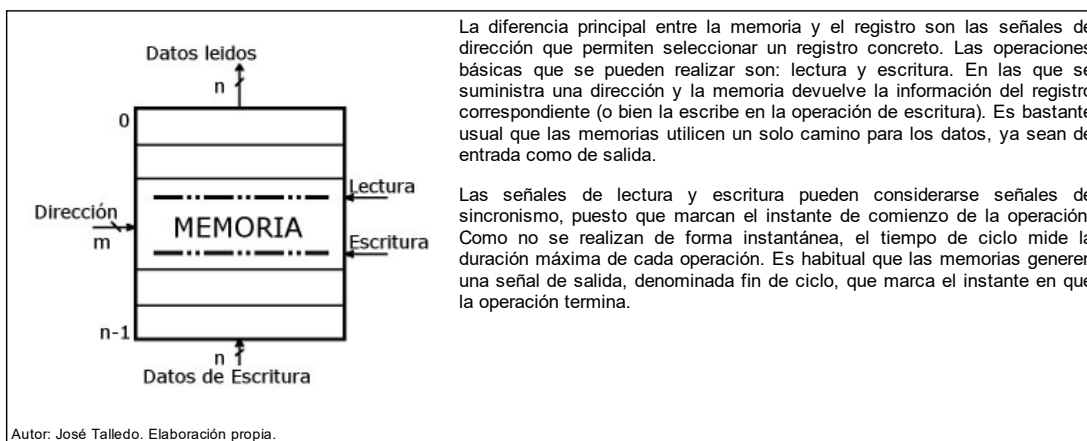 Datos leidos
n
0
Lectura
Dirección
m
MEMORIA
Escritura
n-1
n
Datos de Escritura
La diferencia principal entre la memoria y el registro son las señales de
dirección que permiten seleccionar un registro concreto. Las operaciones
básicas que se pueden realizar son: lectura y escritura. En las que se
suministra una dirección y la memoria devuelve la información del registro
correspondiente (o bien la escribe en la operación de escritura). Es bastante
usual que las memorias utilicen un solo camino para los datos, ya sean de
entrada como de salida.
Las señales de lectura y escritura pueden considerarse señales de
sincronismo, puesto que marcan el instante de comienzo de la operación
Como no se realizan de forma instantánea, el tiempo de ciclo mide la
duración máxima de cada operación. Es habitual que las memorias generen
una señal de salida, denominada fin de ciclo, que marca el instante en que
la operación termina.
Autor: José Talledo. Elaboración propia.